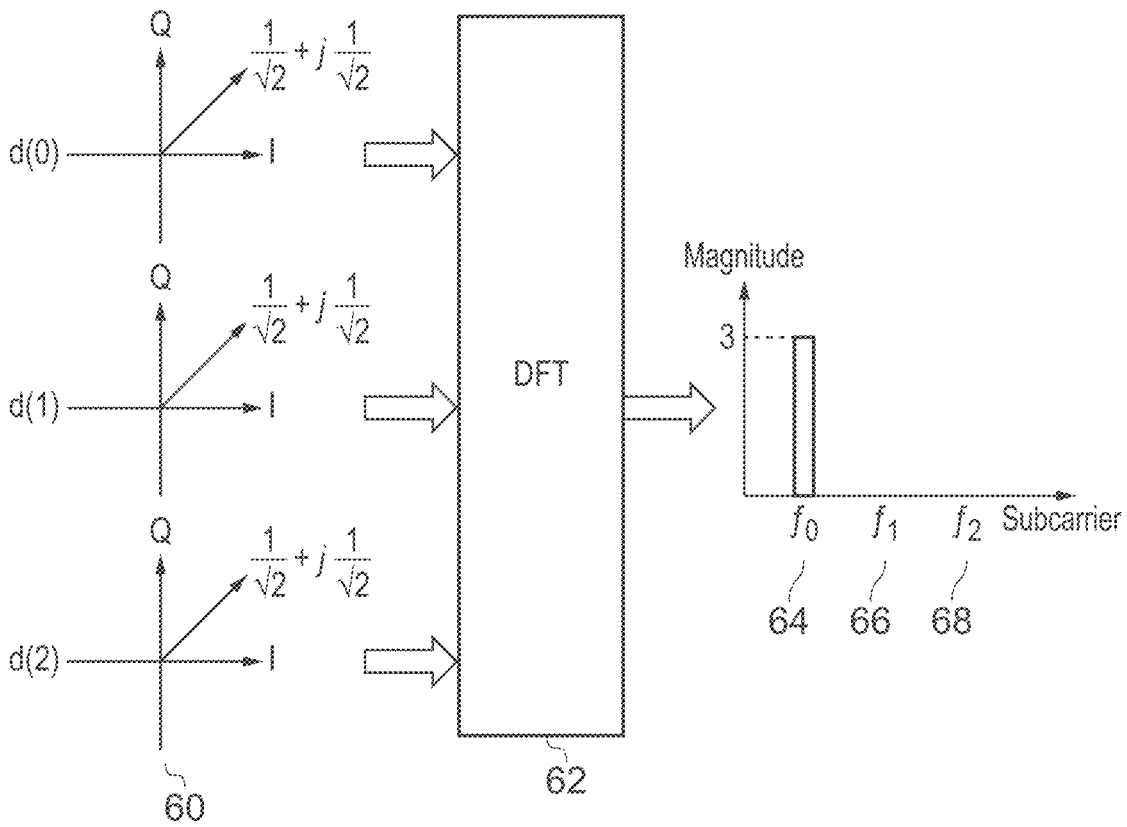 Q
1/√2 + j 1/√2
d(0)
I
Q
1/√2 + j 1/√2
d(1)
I
Q
1/√2 + j 1/√2
d(2)
I
60
DFT
62
Magnitude
3
f₀ f₁ f₂ Subcarrier
64 66 68